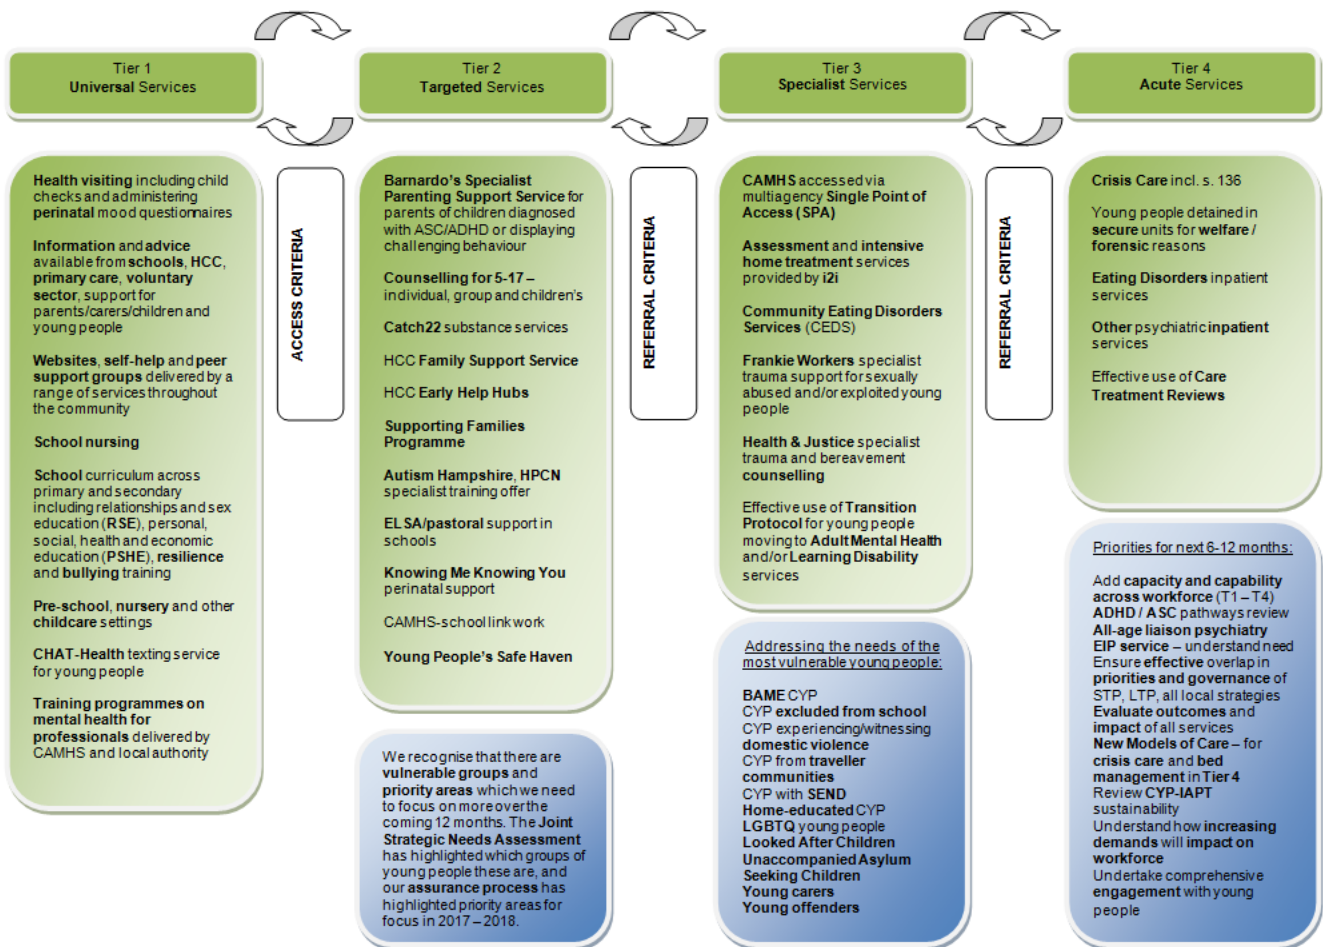 Tier 1
Universal Services
Tier 2
Targeted Services
Tier 3
Specialist Services
Tier 4
Acute Services
Health visiting including child
checks and administering
perinatal mood questionnaires
Information and advice
available from schools, HCC,
primary care, voluntary
sector, support for
parents/carers/children and
young people
Websites, self-help and peer
support groups delivered by a
range of services throughout
the community
School nursing
School curriculum across
primary and secondary
including relationships and sex
education (RSE), personal,
social, health and economic
education (PSHE), resilience
and bullying training
Pre-school, nursery and other
childcare settings
CHAT-Health texting service
for young people
Training programmes on
mental health for
professionals delivered by
CAMHS and local authority
ACCESS CRITERIA
Barnardo's Specialist
Parenting Support Service for
parents of children diagnosed
with ASC/ADHD or displaying
challenging behaviour
Counselling for 5-17 –
individual, group and children's
Catch22 substance services
HCC Family Support Service
HCC Early Help Hubs
Supporting Families
Programme
Autism Hampshire, HPCN
specialist training offer
ELSA/pastoral support in
schools
Knowing Me Knowing You
perinatal support
CAMHS-school link work
Young People's Safe Haven
We recognise that there are
vulnerable groups and
priority areas which we need
to focus on more over the
coming 12 months. The Joint
Strategic Needs Assessment
has highlighted which groups of
young people these are, and
our assurance process has
highlighted priority areas for
focus in 2017 – 2018.
REFERRAL CRITERIA
CAMHS accessed via
multiagency Single Point of
Access (SPA)
Assessment and intensive
home treatment services
provided by i2i
Community Eating Disorders
Services (CEDS)
Frankie Workers specialist
trauma support for sexually
abused and/or exploited young
people
Health & Justice specialist
trauma and bereavement
counselling
Effective use of Transition
Protocol for young people
moving to Adult Mental Health
and/or Learning Disability
services
Addressing the needs of the
most vulnerable young people:
BAME CYP
CYP excluded from school
CYP experiencing/witnessing
domestic violence
CYP from traveller
communities
CYP with SEND
Home-educated CYP
LGBTQ young people
Looked After Children
Unaccompanied Asylum
Seeking Children
Young carers
Young offenders
REFERRAL CRITERIA
Crisis Care incl. s. 136
Young people detained in
secure units for welfare /
forensic reasons
Eating Disorders inpatient
services
Other psychiatric inpatient
services
Effective use of Care
Treatment Reviews
Priorities for next 6-12 months:
Add capacity and capability
across workforce (T1 – T4)
ADHD / ASC pathways review
All-age liaison psychiatry
EIP service – understand need
Ensure effective overlap in
priorities and governance of
STP, LTP, all local strategies
Evaluate outcomes and
impact of all services
New Models of Care – for
crisis care and bed
management in Tier 4
Review CYP-IAPT
sustainability
Understand how increasing
demands will impact on
workforce
Undertake comprehensive
engagement with young
people